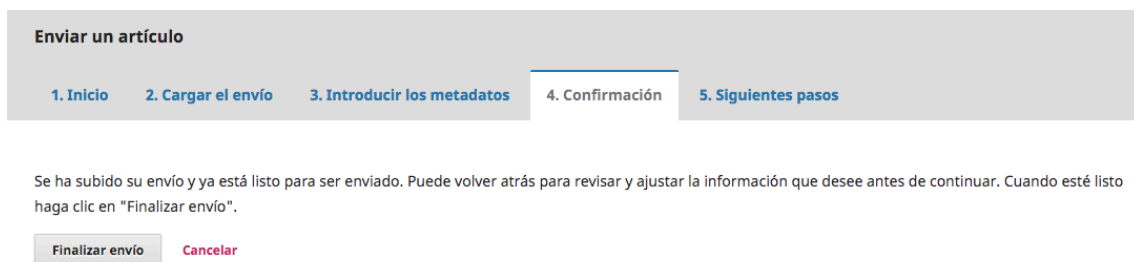 Enviar un artículo
1. Inicio 2. Cargar el envío 3. Introducir los metadatos 4. Confirmación 5. Siguientes pasos
Se ha subido su envío y ya está listo para ser enviado. Puede volver atrás para revisar y ajustar la información que desee antes de continuar. Cuando esté listo
haga clic en "Finalizar envío".
Finalizar envío Cancelar